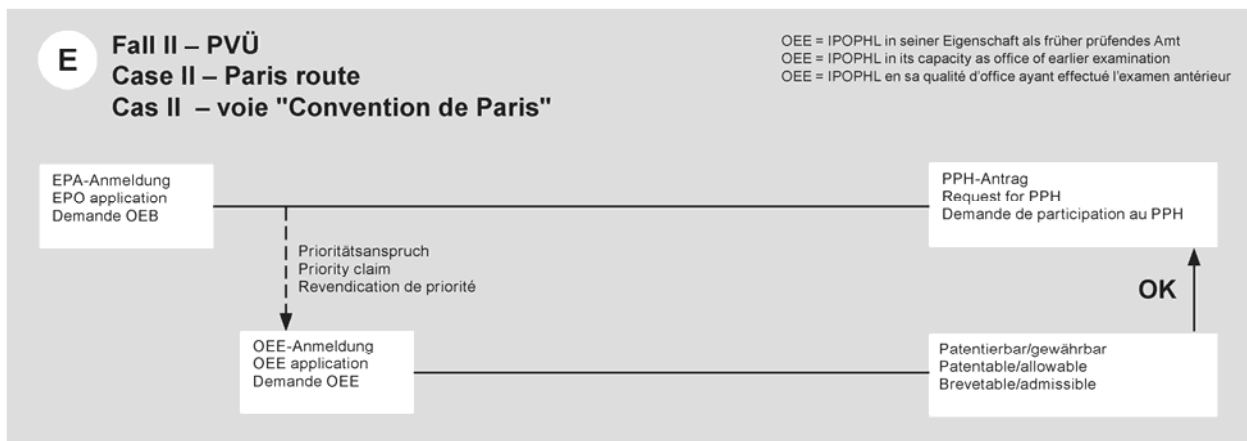 E
Fall II – PVÜ
Case II – Paris route
Cas II – voie "Convention de Paris"
OEE = IPOPHL in seiner Eigenschaft als früher prüfendes Amt
OEE = IPOPHL in its capacity as office of earlier examination
OEE = IPOPHL en sa qualité d'office ayant effectué l'examen antérieur
EPA-Anmeldung
EPO application
Demande OEB
PPH-Antrag
Request for PPH
Demande de participation au PPH
Prioritätsanspruch
Priority claim
Revendication de priorité
OK
OEE-Anmeldung
OEE application
Demande OEE
Patentierbar/gewährbar
Patentable/allowable
Brevetable/admissible